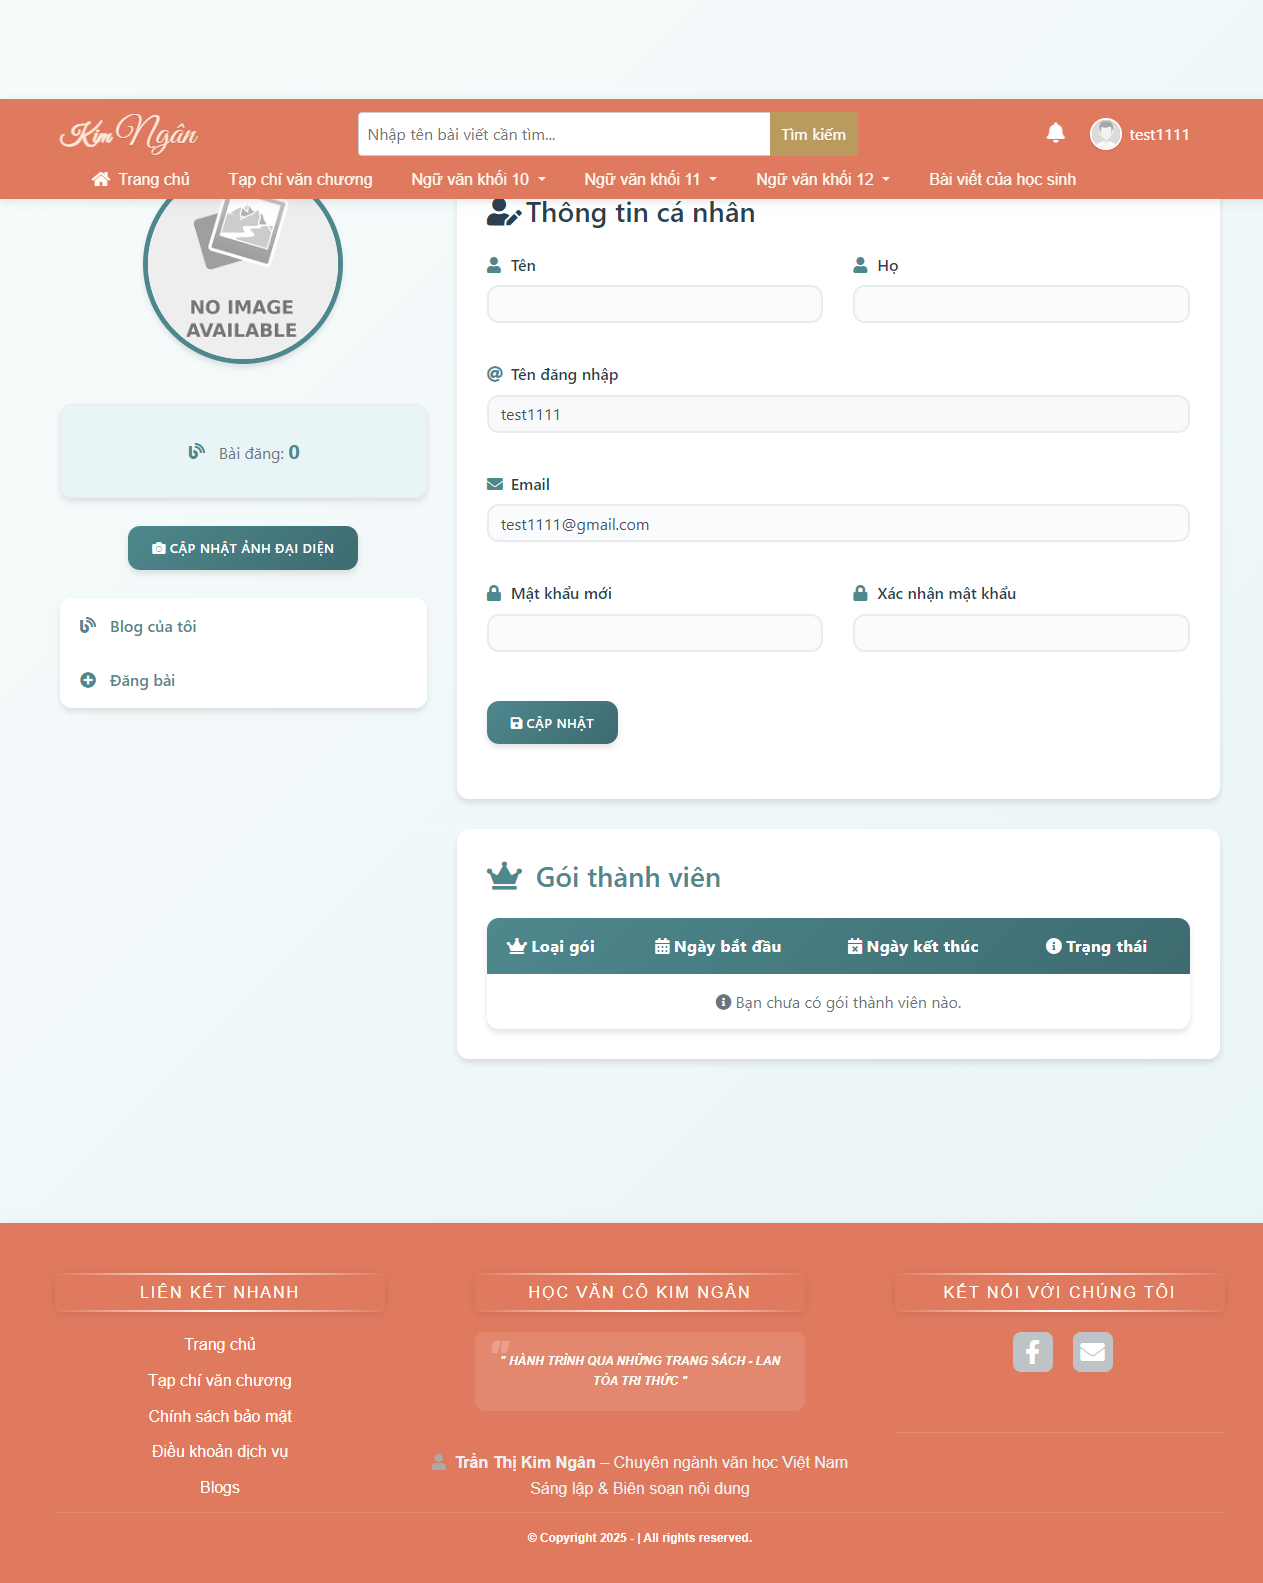 Kim Ngân
Nhập tên bài viết cần tìm...
Tìm kiếm
test1111
Trang chủ
Tạp chí văn chương
Ngữ văn khối 10
Ngữ văn khối 11
Ngữ văn khối 12
Bài viết của học sinh
NO IMAGE
AVAILABLE
Bài đăng: 0
CẬP NHẬT ẢNH ĐẠI DIỆN
Blog của tôi
Đăng bài
Thông tin cá nhân
Tên
Họ
Tên đăng nhập
test1111
Email
test1111@gmail.com
Mật khẩu mới
Xác nhận mật khẩu
CẬP NHẬT
Gói thành viên
Loại gói
Ngày bắt đầu
Ngày kết thúc
Trạng thái
Bạn chưa có gói thành viên nào.
LIÊN KẾT NHANH
Trang chủ
Tạp chí văn chương
Chính sách bảo mật
Điều khoản dịch vụ
Blogs
HỌC VĂN CÔ KIM NGÂN
" HÀNH TRÌNH QUA NHỮNG TRANG SÁCH - LAN
TỎA TRI THỨC "
Trần Thị Kim Ngân – Chuyên ngành văn học Việt Nam
Sáng lập & Biên soạn nội dung
KẾT NỐI VỚI CHÚNG TÔI
© Copyright 2025 - | All rights reserved.